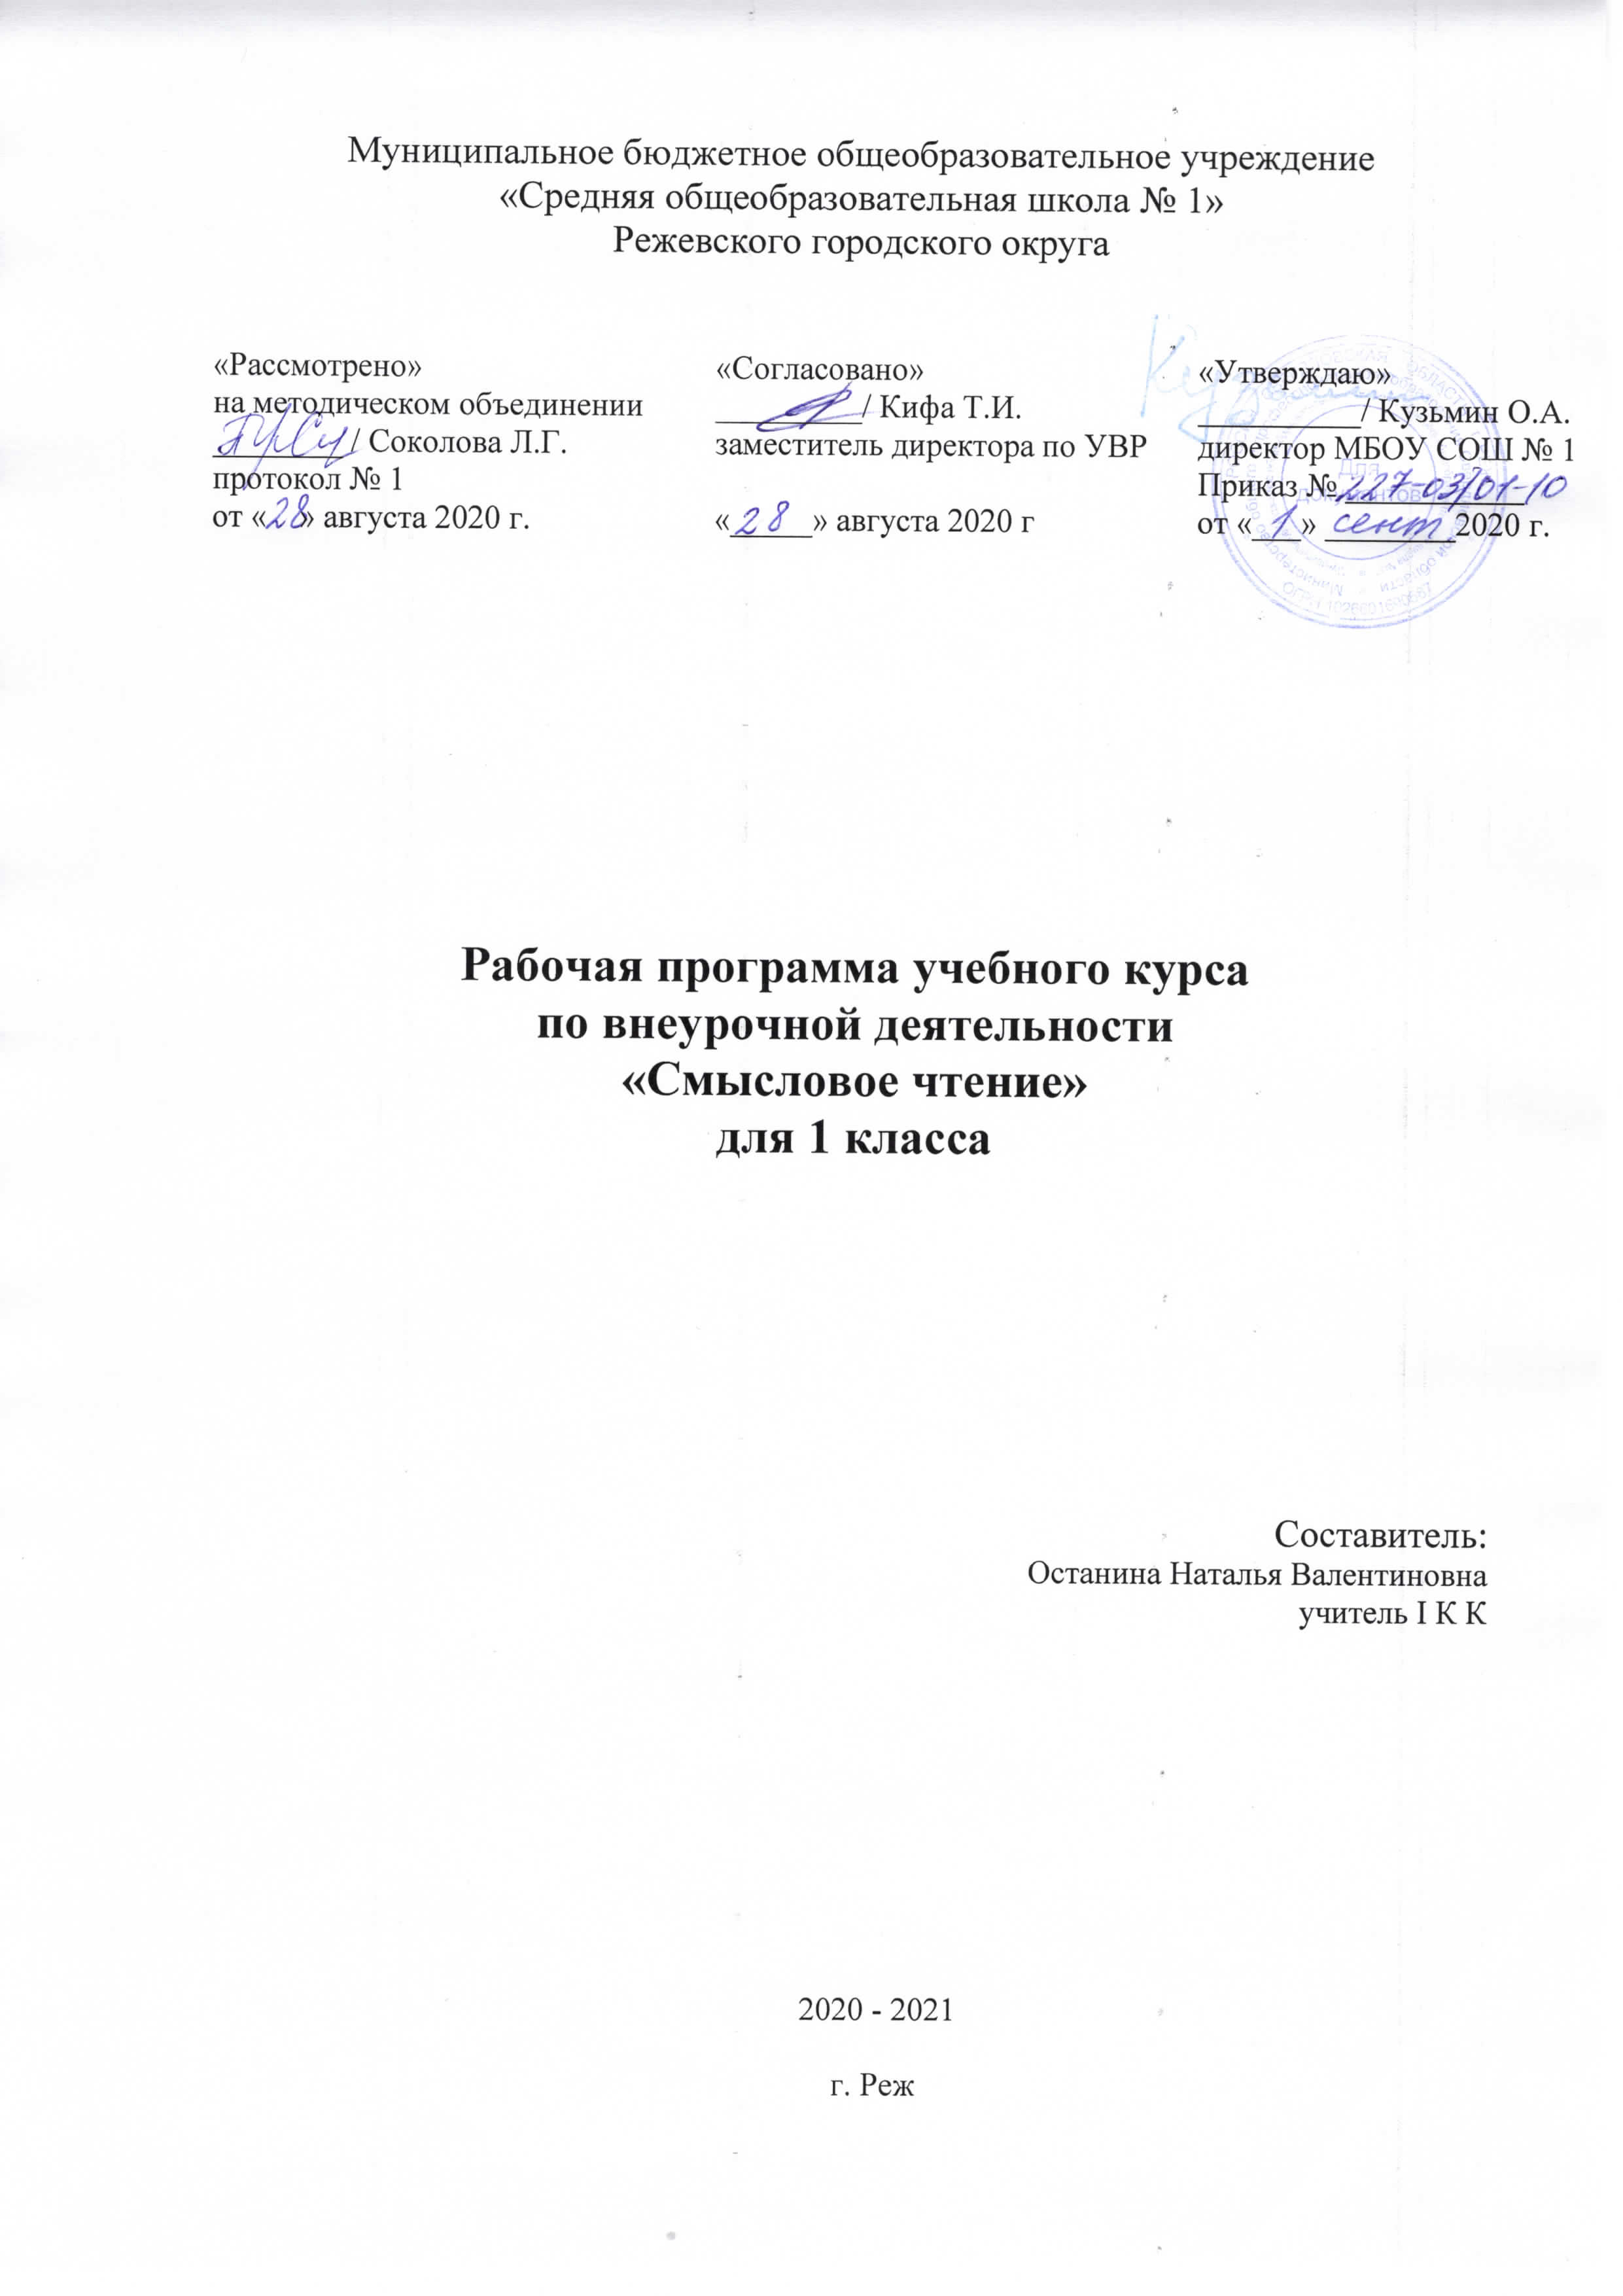 Муниципальное бюджетное общеобразовательное учреждение
«Средняя общеобразовательная школа № 1»
Режевского городского округа
«Рассмотрено»
на методическом объединении
/ Соколова Л.Г.
протокол № 1
от «28» августа 2020 г.
«Согласовано»
/ Кифа Т.И.
заместитель директора по УВР
«28» августа 2020 г
«Утверждаю»
/ Кузьмин О.А.
директор МБОУ СОШ № 1
Приказ № 227-03/01-10
от «1» сент 2020 г.
Для
документов
Рабочая программа учебного курса
по внеурочной деятельности
«Смысловое чтение»
для 1 класса
Составитель:
Останина Наталья Валентиновна
учитель I К К
2020 - 2021
г. Реж